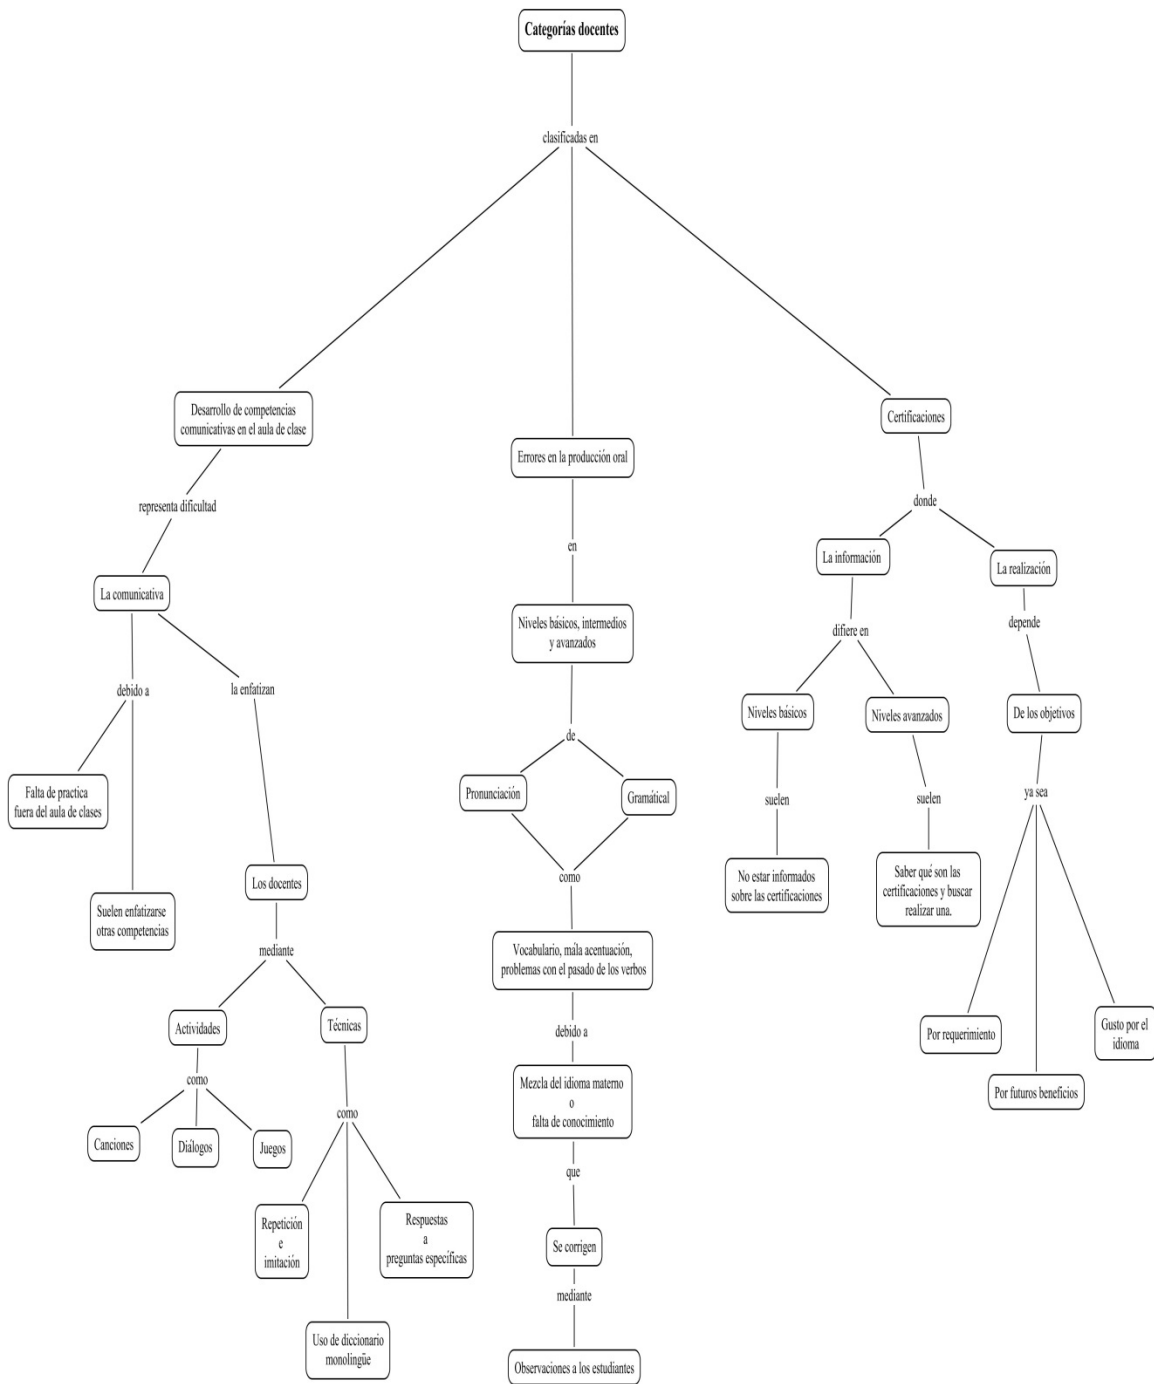 Categorías docentes
clasificadas en
Desarrollo de competencias
comunicativas en el aula de clase
representa dificultad
La comunicativa
debido a
Falta de practica
fuera del aula de clases
Suelen enfatizarse
otras competencias
la enfatizan
Los docentes
mediante
Actividades
como
Canciones
Diálogos
Juegos
Técnicas
como
Repetición
e
imitación
Uso de diccionario
monolingüe
Respuestas
a
preguntas específicas
Errores en la producción oral
en
Niveles básicos, intermedios
y avanzados
de
Pronunciación
Gramátical
como
Vocabulario, mála acentuación,
problemas con el pasado de los verbos
debido a
Mezcla del idioma materno
o
falta de conocimiento
que
Se corrigen
mediante
Observaciones a los estudiantes
Certificaciones
donde
La información
difiere en
Niveles básicos
suelen
No estar informados
sobre las certificaciones
Niveles avanzados
suelen
Saber qué son las
certificaciones y buscar
realizar una.
La realización
depende
De los objetivos
ya sea
Por requerimiento
Por futuros beneficios
Gusto por el
idioma